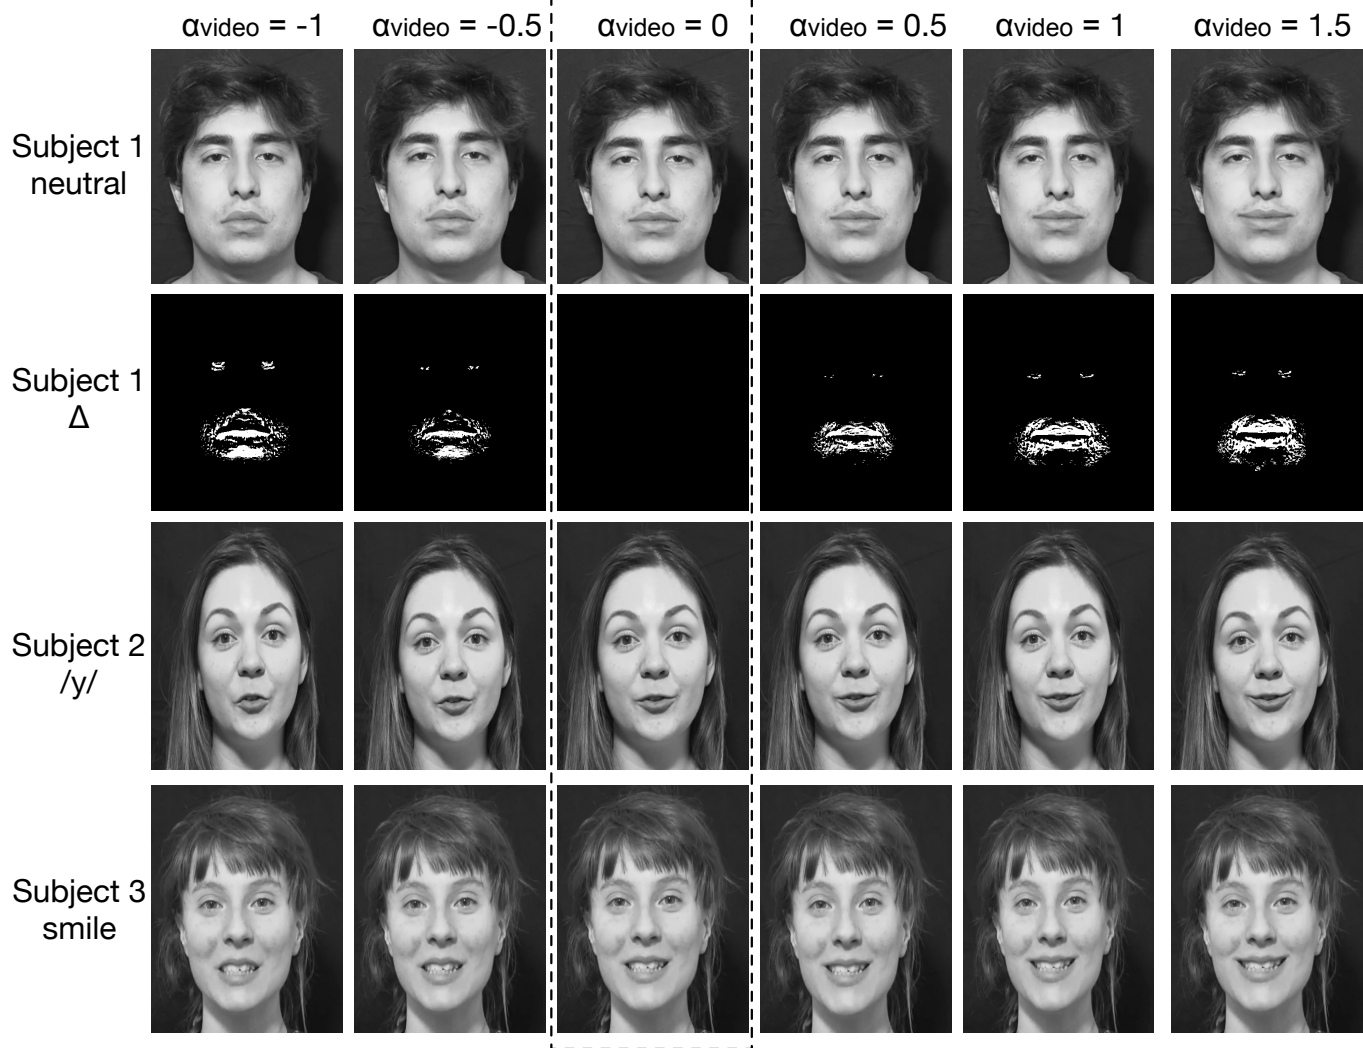 αvideo = -1
αvideo = -0.5
αvideo = 0
αvideo = 0.5
αvideo = 1
αvideo = 1.5
Subject 1
neutral
Subject 1
Δ
Subject 2
/y/
Subject 3
smile